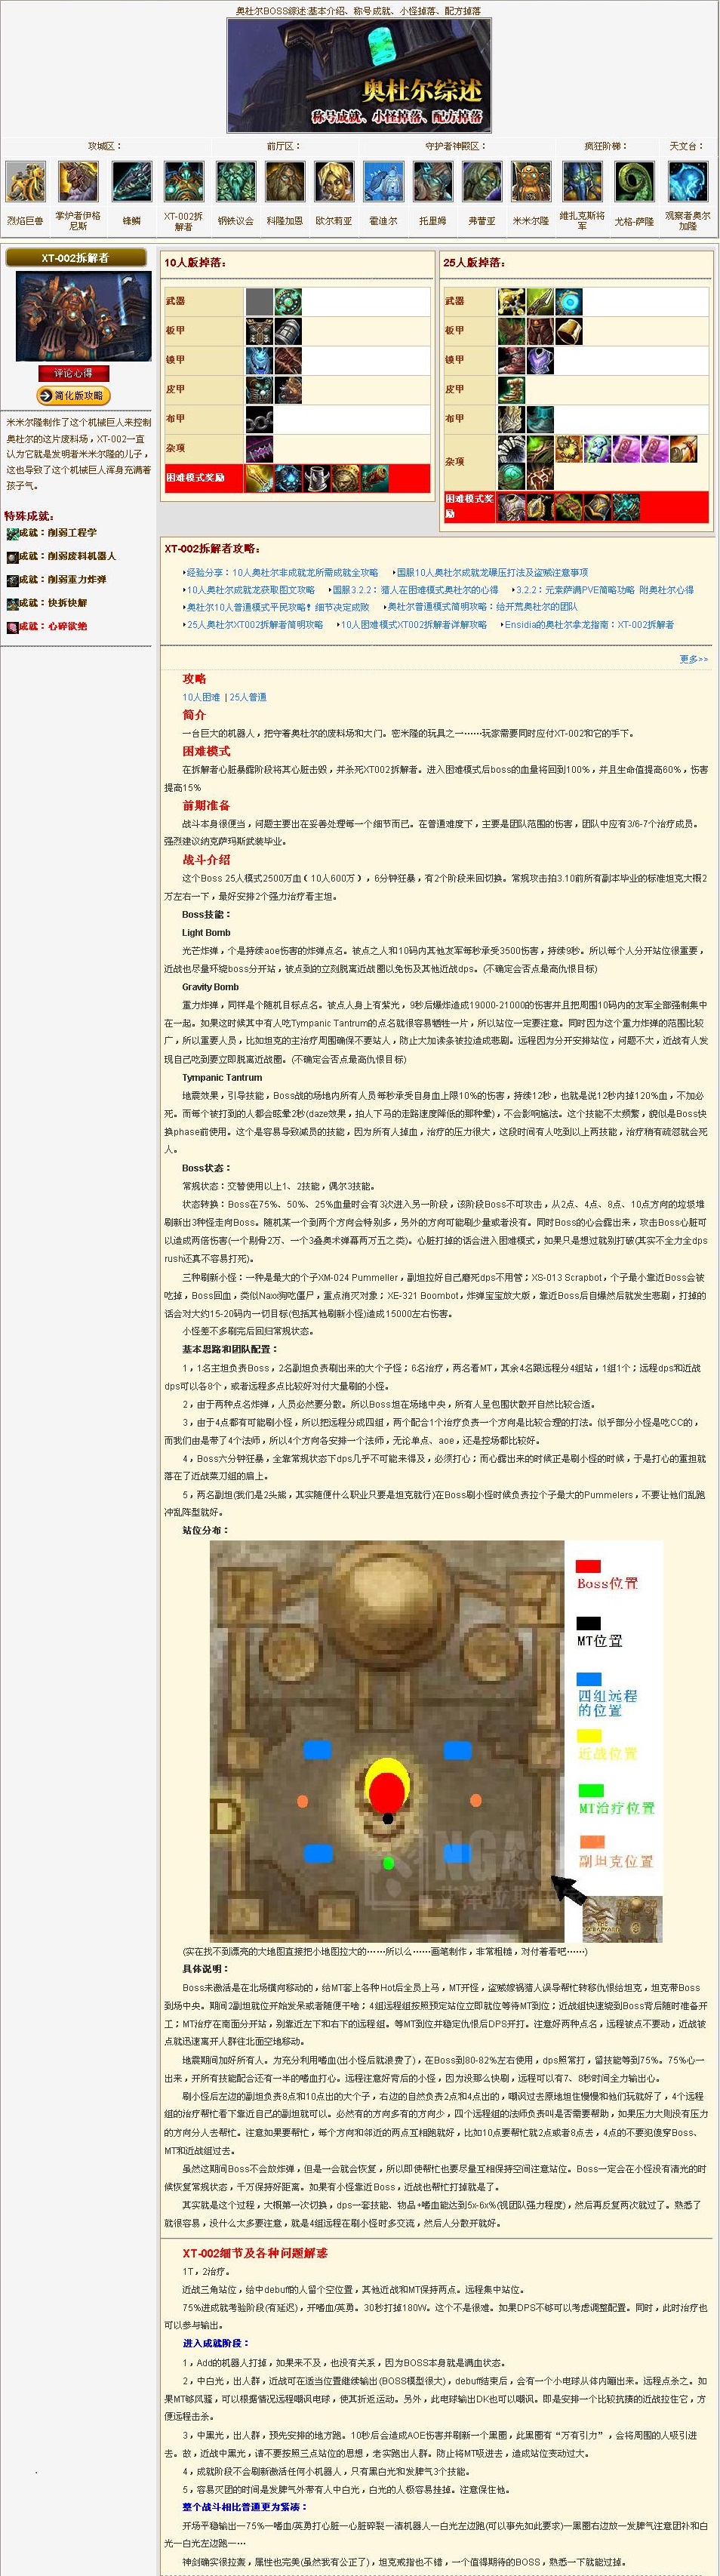 奥杜尔BOSS综述:基本介绍、称号成就、小怪掉落、配方掉落
奥杜尔综述
称号成就、小怪掉落、配方掉落
攻城区：
前厅区：
守护者神殿区：
疯狂阶梯：
天文台：
烈焰巨兽
掌炉者伊格尼斯
锋鳞
XT-002拆解者
钢铁议会
科隆加恩
欧尔莉亚
霍迪尔
托里姆
弗蕾亚
米米尔隆
维扎克斯将军
尤格-萨隆
观察者奥尔加隆
XT-002拆解者
评论心得
简化版攻略
米米尔隆制作了这个机械巨人来控制
奥杜尔的这片废料场，XT-002一直
认为它就是发明者米米尔隆的儿子，
这也导致了这个机械巨人浑身充满着
孩子气。
特殊成就：
成就：削弱工程学
成就：削弱废料机器人
成就：削弱重力炸弹
成就：快拆快解
成就：心碎欲绝
10人版掉落：
武器
板甲
锁甲
皮甲
布甲
杂项
困难模式奖励
25人版掉落：
武器
板甲
锁甲
皮甲
布甲
杂项
困难模式奖
励
XT-002拆解者攻略：
经验分享：10人奥杜尔非成就龙所需成就全攻略 国服10人奥杜尔成就龙曝压打法及盗贼注意事项
10人奥杜尔成就龙获取图文攻略 国服3.2.2：猎人在困难模式奥杜尔的心得 3.2.2：元素萨满PVE简略功略 附奥杜尔心得
奥杜尔10人普通模式平民攻略！细节决定成败 奥杜尔普通模式简明攻略：给开荒奥杜尔的团队
25人奥杜尔XT002拆解者简明攻略 10人困难模式XT002拆解者详解攻略 Ensidia的奥杜尔拿龙指南：XT-002拆解者
更多>>
攻略
10人困难 | 25人普通
简介
一台巨大的机器人，把守着奥杜尔的废料场和大门。密米隆的玩具之一……玩家需要同时应付XT-002和它的手下。
困难模式
在拆解者心脏暴露阶段将其心脏击毁，并杀死XT002拆解者。进入困难模式后boss的血量将回到100%，并且生命值提高60%，伤害
提高15%
前期准备
战斗本身很便当，问题主要出在妥善处理每一个细节而已。在普通难度下，主要是团队范围的伤害，团队中应有3/6-7个治疗成员。
强烈建议纳克萨玛斯武装毕业。
战斗介绍
这个Boss 25人模式2500万血（10人600万），6分钟狂暴，有2个阶段来回切换。常规攻击拍3.10前所有副本毕业的标准坦克大概2
万左右一下，最好安排2个强力治疗看主坦。
Boss技能：
Light Bomb
光芒炸弹，个是持续aoe伤害的炸弹点名。被点之人和10码内其他友军每秒承受3500伤害，持续9秒。所以每个人分开站位很重要，
近战也尽量环绕boss分开站，被点到的立刻脱离近战圈以免伤及其他近战dps。(不确定会否点最高仇恨目标)
Gravity Bomb
重力炸弹，同样是个随机目标点名。被点人身上有紫光，9秒后爆炸造成19000-21000的伤害并且把周围10码内的友军全部强制集中
在一起。如果这时候其中有人吃Tympanic Tantrum的点名就很容易牺牲一片，所以站位一定要注意。同时因为这个重力炸弹的范围比较
广，所以重要人员，比如坦克的主治疗周围确保不要站人，防止大加读条被拉造成悲剧。远程因为分开安排站位，问题不大，近战有人发
现自己吃到要立即脱离近战圈。(不确定会否点最高仇恨目标)
Tympanic Tantrum
地震效果，引导技能，Boss战的场地内所有人员每秒承受自身血上限10%的伤害，持续12秒，也就是说12秒内掉120%血，不加必
死。而每个被打到的人都会眩晕2秒(daze效果，拍人下马的走路速度降低的那种晕)，不会影响施法。这个技能不太频繁，貌似是Boss快
换phase前使用。这个是容易导致减员的技能，因为所有人掉血，治疗的压力很大，这段时间有人吃到以上两技能，治疗稍有疏忽就会死
人。
Boss状态：
常规状态：交替使用以上1、2技能，偶尔3技能。
状态转换：Boss在75%、50%、25%血量时会有3次进入另一阶段，该阶段Boss不可攻击，从2点、4点、8点、10点方向的垃圾堆
刷新出3种怪走向Boss。随机某一个到两个方向会特别多，另外的方向可能刷少量或者没有。同时Boss的心会露出来，攻击Boss心脏可
以造成两倍伤害(一个剔骨2万、一个3叠奥术弹幕两万五之类)。心脏打掉的话会进入困难模式，如果只是想过就别打破(其实不全力全dps
rush还真不容易打死)。
三种刷新小怪：一种是最大的个子XM-024 Pummeller，副坦拉好自己磨死dps不用管；XS-013 Scrapbot，个子最小靠近Boss会被
吃掉，Boss回血，类似Naxx狗吃僵尸，重点消灭对象；XE-321 Boombot，炸弹宝宝放大版，靠近Boss后自爆然后就发生悲剧，打掉的
话会对大约15-20码内一切目标(包括其他刷新小怪)造成15000左右伤害。
小怪差不多刷完后回归常规状态。
基本思路和团队配置：
1，1名主坦负责Boss，2名副坦负责刷出来的大个子怪；6名治疗，两名看MT，其余4名跟远程分4组站，1组1个；远程dps和近战
dps可以各8个，或者远程多点比较好对付大量刷的小怪。
2，由于两种点名炸弹，人员必然要分散。所以Boss坦在场地中央，所有人呈包围状散开自然比较合适。
3，由于4点都有可能刷小怪，所以把远程分成四组，两个配合1个治疗负责一个方向是比较合理的打法。似乎部分小怪是吃CC的，
而我们由是带了4个法师，所以4个方向各安排一个法师，无论单点、aoe，还是控场都比较好。
4，Boss六分钟狂暴，全靠常规状态下dps几乎不可能来得及，必须打心；而心露出来的时候正是刷小怪的时候，于是打心的重担就
落在了近战菜刀组的肩上。
5，两名副坦(我们是2头熊，其实随便什么职业只要是坦克就行)在Boss刷小怪时候负责拉个子最大的Pummelers，不要让他们乱跑
冲乱阵型就好。
站位分布：
Boss位置
MT位置
四组远程
的位置
近战位置
MT治疗位置
副坦克位置
(实在找不到漂亮的大地图直接把小地图拉大的……所以么……画笔制作，非常粗糙，对付着看吧……)
具体说明：
Boss未激活是在北场横向移动的，给MT套上各种Hot后全员上马，MT开怪，盗贼嫁祸猎人误导帮忙转移仇恨给坦克，坦克带Boss
到场中央。期间2副坦就位开始发呆或者随便干啥；4组远程组按照预定站位立即就位等待MT到位；近战组快速绕到Boss背后随时准备开
工；MT治疗在南面分开站，别靠近左下和右下的远程组。等MT到位并稳定仇恨后DPS开打。注意好两种点名，远程被点不要动，近战被
点就迅速离开人群往北面空地移动。
地震期间加好所有人。为充分利用嗜血(出小怪后就浪费了)，在Boss到80-82%左右使用，dps照常打，留技能等到75%。75%心一
出来，开所有技能配合还有一半的嗜血打心。远程注意好背后的小怪，因为没那么快刷，远程可以有7、8秒时间全力输出心。
刷小怪后左边的副坦负责8点和10点出的大个子，右边的自然负责2点和4点出的，嘲讽过去原地坦住慢慢和他们玩就好了，4个远程
组的治疗帮忙看下靠近自己的副坦就可以。必然有的方向多有的方向少，四个远程组的法师负责叫是否需要帮助，如果压力大则没有压力
的方向分人去帮忙。注意如果要帮忙，每个方向和邻近的两点互相跑就好，比如10点要帮忙就2点或者8点去，4点的不要犯傻穿Boss、
MT和近战组过去。
虽然这期间Boss不会放炸弹，但是一会就会恢复，所以即使帮忙也要尽量互相保持空间注意站位。Boss一定会在小怪没有清光的时
候恢复常规状态，千万保持好距离。如果有小怪靠近Boss，近战也帮忙打掉就是了。
其实就是这个过程，大概第一次切换，dps一套技能、物品+嗜血能达到5x-6x%(视团队强力程度)，然后再反复两次就过了。熟悉了
就很容易，没什么太多要注意，就是4组远程在刷小怪时多交流，然后人分散开就好。
XT-002细节及各种问题解惑
1T，2治疗。
近战三角站位，给中debuff的人留个空位置，其他近战和MT保持两点。远程集中站位。
75%进成就考验阶段(有延迟)，开嗜血/英勇。30秒打掉180W。这个不是很难。如果DPS不够可以考虑调整配置。同时，此时治疗也
可以参与输出。
进入成就阶段：
1，Add的机器人打掉，如果来不及，也没有关系，因为BOSS本身就是满血状态。
2，中白光，出人群，近战可在适当位置继续输出(BOSS模型很大)，debuff结束后，会有一个小电球从体内蹦出来。远程点杀之。如
果MT够风骚，可以根据情况远程嘲讽电球，使其折返运动。另外，此电球输出DK也可以嘲讽。即是安排一个比较抗揍的近战拉住它，方
便远程击杀。
3，中黑光，出人群，预先安排的地方跑。10秒后会造成AOE伤害并刷新一个黑圈，此黑圈有“万有引力”，会将周围的人吸引进
去。故，近战中黑光，请不要按照三点站位的思想，老实跑出人群。防止将MT吸进去，造成站位变动过大。
4，成就阶段不会刷新激活任何小机器人，只有黑白光和发脾气3个技能。
5，容易灭团的时间是发脾气外带有人中白光，白光的人极容易挂掉。注意保住他。
整个战斗相比普通更为紧凑：
开场平稳输出一75%一嗜血/英勇打心脏一心脏碎裂一清机器人一白光左边跑(可以事先如此要求)一黑圈右边放一发脾气注意团补和白
光一白光左边跑一…
神剑确实很拉轰，属性也完美(虽然我有公正了)，坦克戒指也不错，一个值得期待的BOSS，熟悉一下就能过掉。